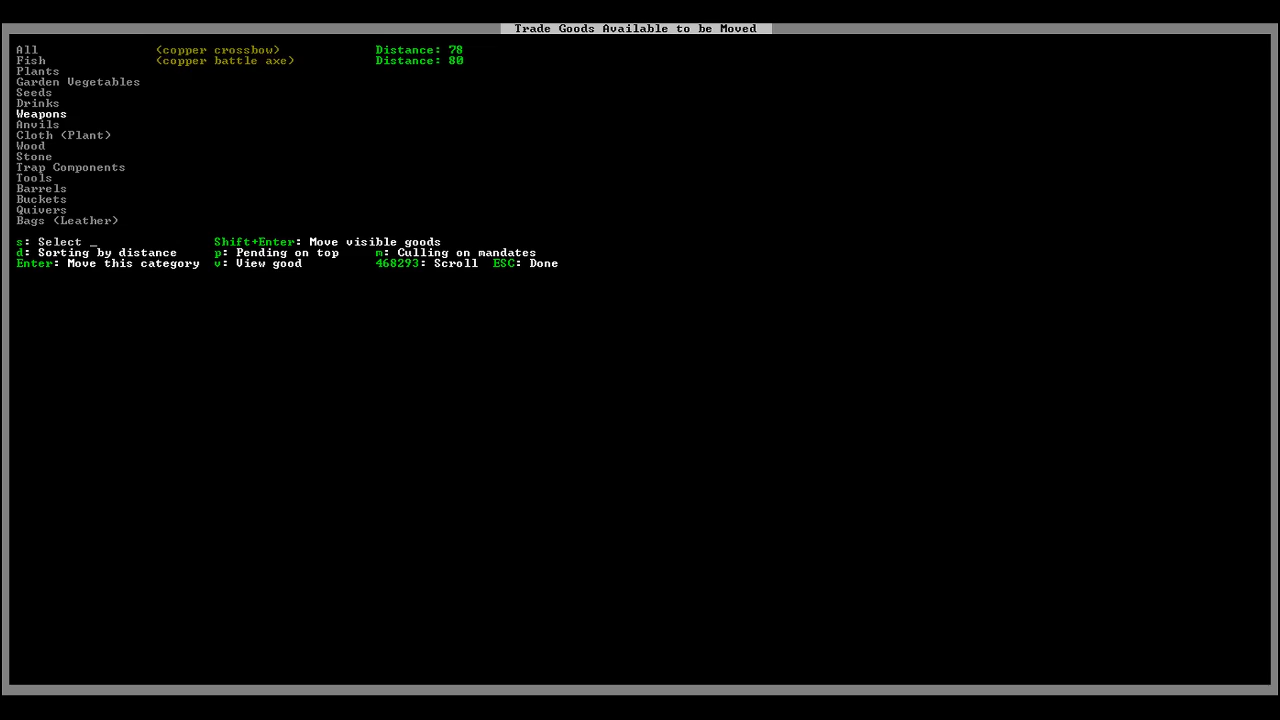 Trade Goods Available to be Moved
All (copper crossbow) Distance: 78
Fish (copper battle axe) Distance: 80
Plants
Garden Vegetables
Seeds
Drinks
Weapons
Anvils
Cloth (Plant)
Wood
Stone
Trap Components
Tools
Barrels
Buckets
Quivers
Bags (Leather)
s: Select _ Shift+Enter: Move visible goods
d: Sorting by distance p: Pending on top m: Culling on mandates
Enter: Move this category v: View good 468293: Scroll ESC: Done